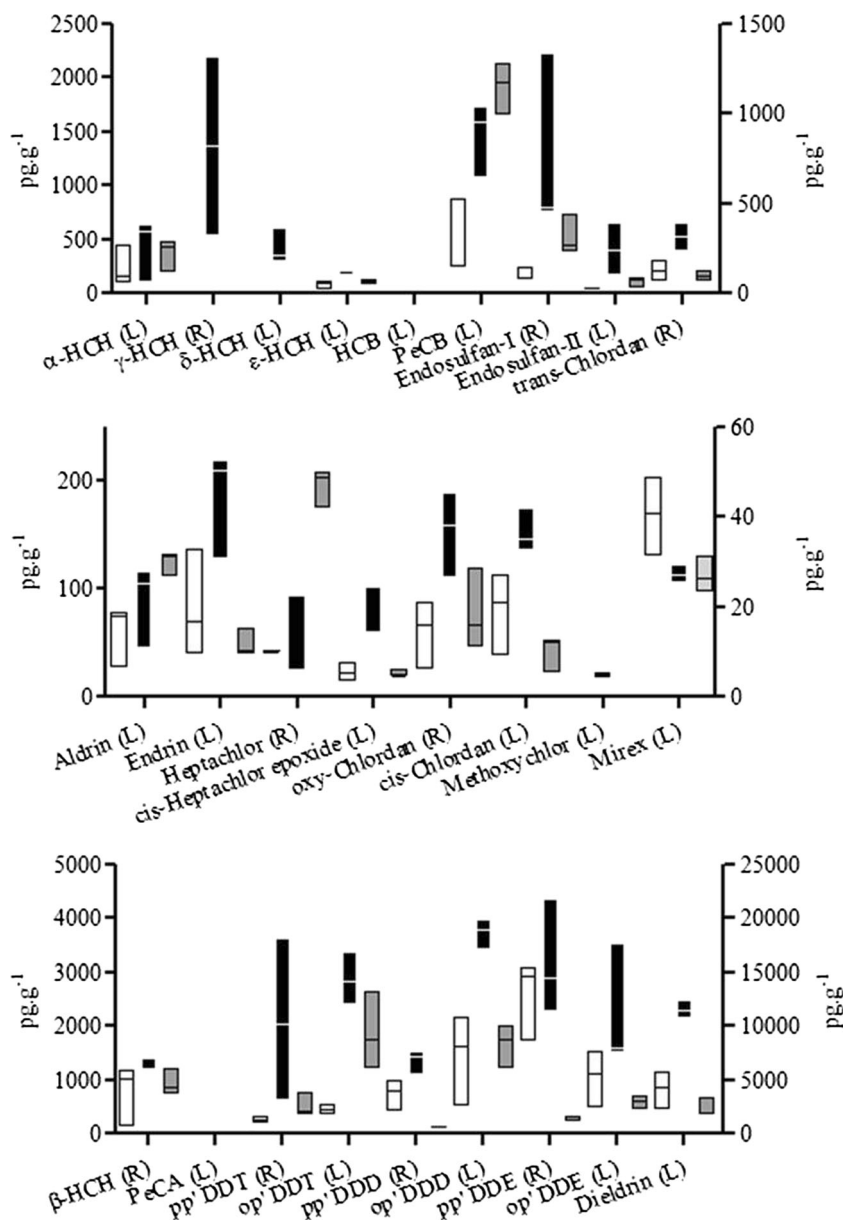 2500
2000
1500
1000
500
0
pg.g-1
1500
1000
500
0
pg.g-1
α-HCH (L)
γ-HCH (R)
δ-HCH (L)
ε-HCH (L)
HCB (L)
PeCB (L)
Endosulfan-I (R)
Endosulfan-II (L)
trans-Chlordan (R)
200
100
0
pg.g-1
60
40
20
0
pg.g-1
Aldrin (L)
Endrin (L)
Heptachlor (R)
cis-Heptachlor epoxide (L)
oxy-Chlordan (R)
cis-Chlordan (L)
Methoxychlor (L)
Mirex (L)
5000
4000
3000
2000
1000
0
pg.g-1
25000
20000
15000
10000
5000
0
pg.g-1
β-HCH (R)
PeCA (L)
pp' DDT (R)
op' DDT (L)
pp' DDD (R)
op' DDD (L)
pp' DDE (R)
op' DDE (L)
Dieldrin (L)